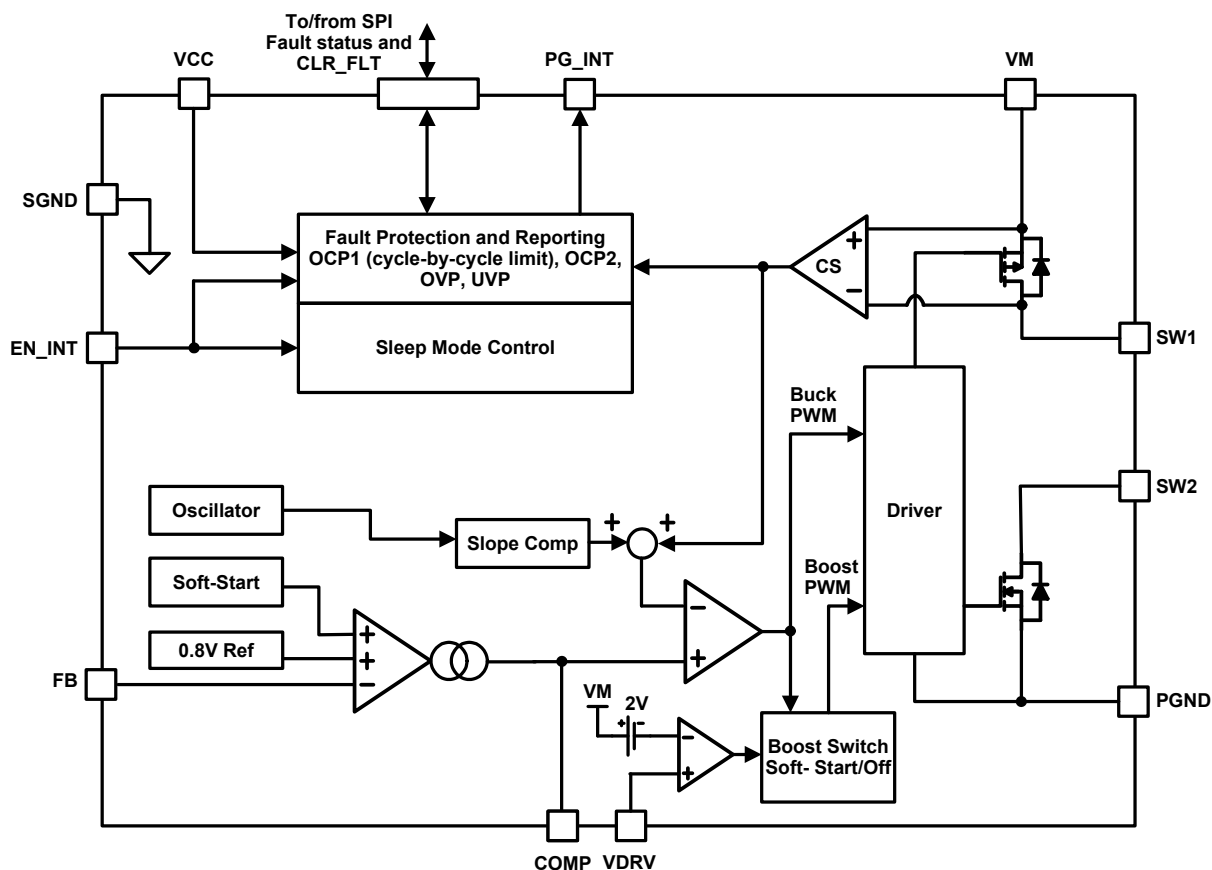 To/from SPI
Fault status and
CLR_FLT
VCC
PG_INT
VM
SGND
Fault Protection and Reporting
OCP1 (cycle-by-cycle limit), OCP2,
OVP, UVP
+
CS
−
EN_INT
Sleep Mode Control
SW1
Buck
PWM
SW2
Oscillator
Slope Comp
+
+
Driver
Soft-Start
Boost
PWM
−
+
0.8V Ref
+
+
−
FB
VM
2V
+
-
−
+
Boost Switch
Soft- Start/Off
PGND
COMP
VDRV